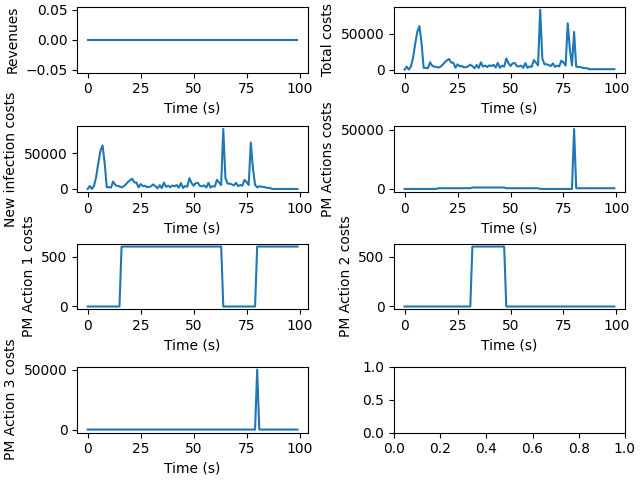 Revenues
0.05
0.00
−0.05
0 25 50 75 100
Time (s)
Total costs
50000
0
0 25 50 75 100
Time (s)
New infection costs
50000
0
0 25 50 75 100
Time (s)
PM Actions costs
50000
0
0 25 50 75 100
Time (s)
PM Action 1 costs
500
0
0 25 50 75 100
Time (s)
PM Action 2 costs
500
0
0 25 50 75 100
Time (s)
PM Action 3 costs
50000
0
0 25 50 75 100
Time (s)
1.0
0.5
0.0
0.0 0.2 0.4 0.6 0.8 1.0